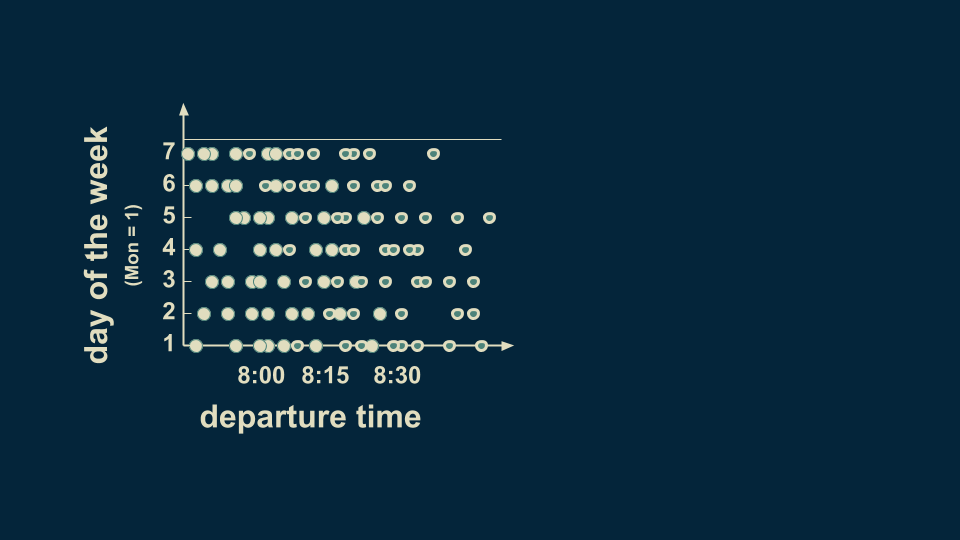 day of the week
(Mon = 1)
7
6
5
4
3
2
1
8:00 8:15 8:30
departure time